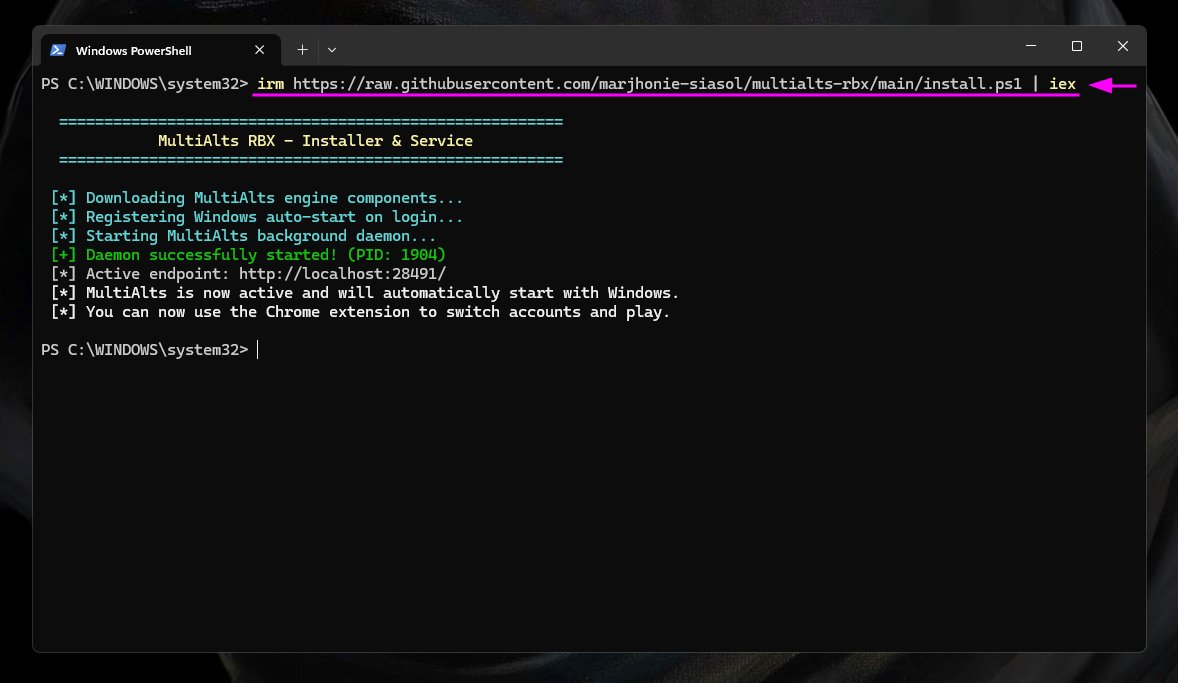 Windows PowerShell
PS C:\WINDOWS\system32> irm https://raw.githubusercontent.com/marjhonie-siasol/multialts-rbx/main/install.ps1 | iex
========================================================
MultiAlts RBX - Installer & Service
========================================================
[*] Downloading MultiAlts engine components...
[*] Registering Windows auto-start on login...
[*] Starting MultiAlts background daemon...
[+] Daemon successfully started! (PID: 1904)
[*] Active endpoint: http://localhost:28491/
[*] MultiAlts is now active and will automatically start with Windows.
[*] You can now use the Chrome extension to switch accounts and play.
PS C:\WINDOWS\system32>